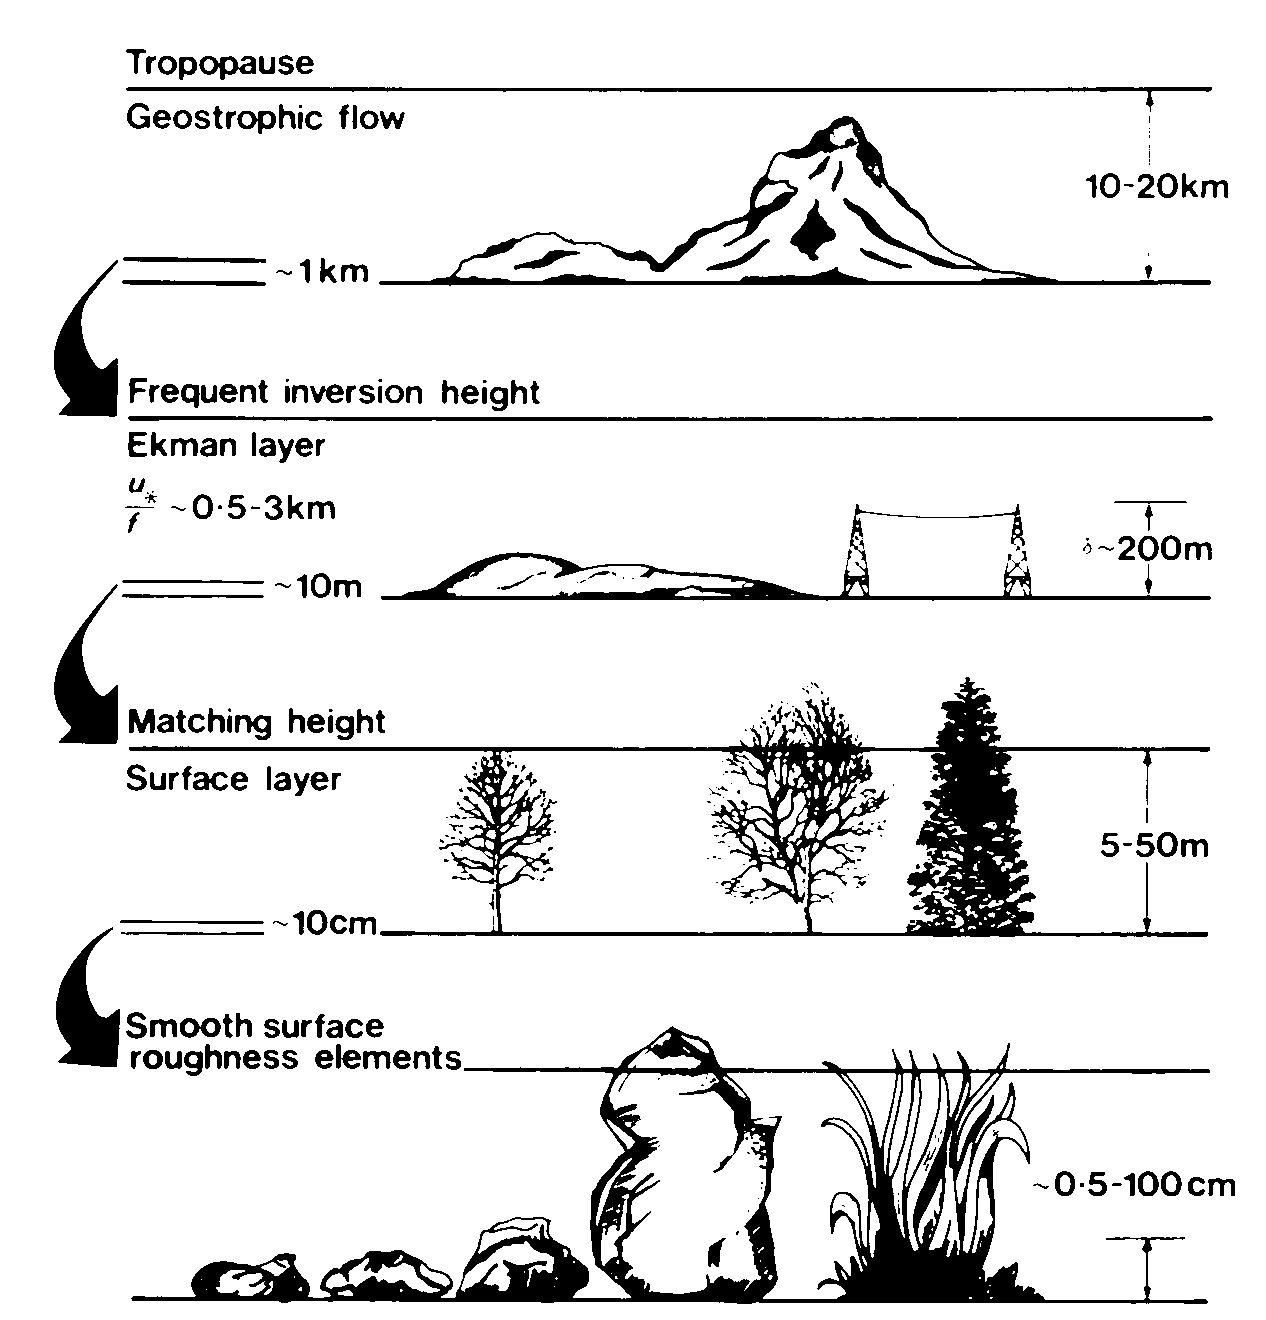 Tropopause
Geostrophic flow
10-20km
~1km
Frequent inversion height
Ekman layer
u*/f ~0·5-3km
~200m
~10m
Matching height
Surface layer
5-50m
~10cm
Smooth surface
roughness elements
~0·5-100cm